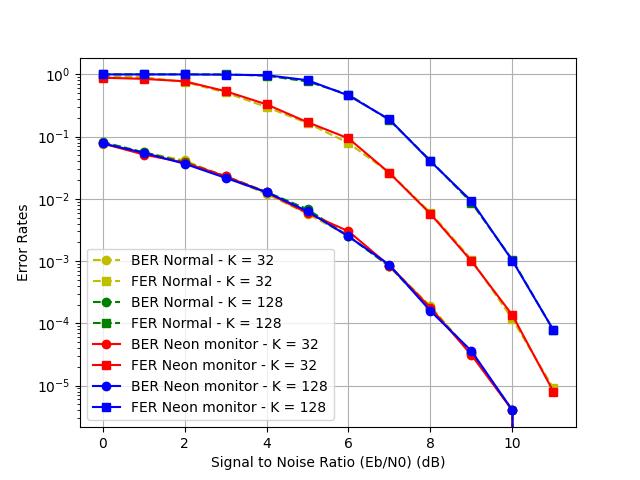 10⁰
10⁻¹
10⁻²
10⁻³
10⁻⁴
10⁻⁵
Error Rates
BER Normal - K = 32
FER Normal - K = 32
BER Normal - K = 128
FER Normal - K = 128
BER Neon monitor - K = 32
FER Neon monitor - K = 32
BER Neon monitor - K = 128
FER Neon monitor - K = 128
0 2 4 6 8 10
Signal to Noise Ratio (Eb/N0) (dB)